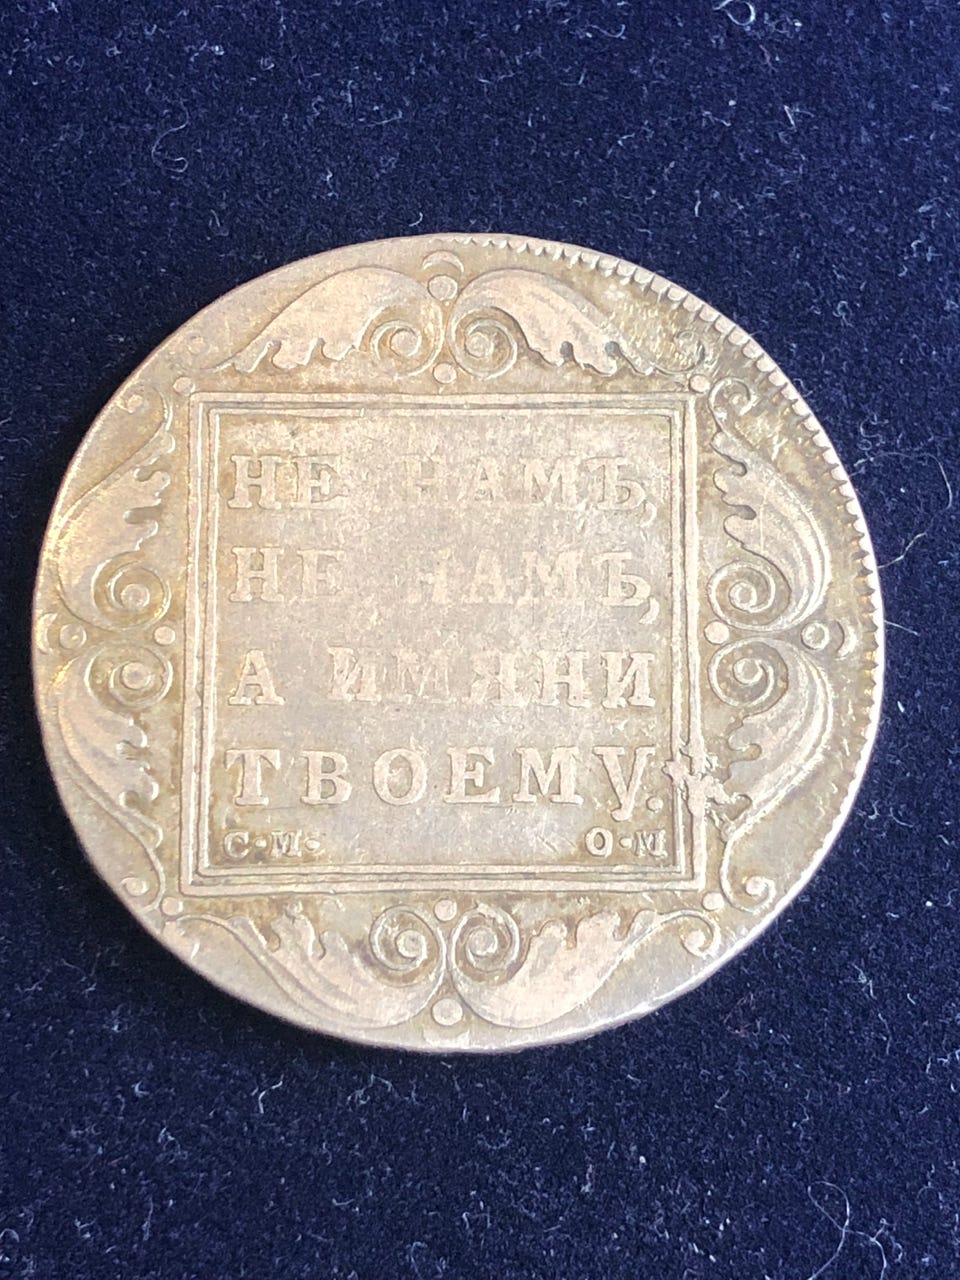 НЕ НАМЪ,
НЕ НАМЪ,
А ИМЯНИ
ТВОЕМУ.
С·М· О·М